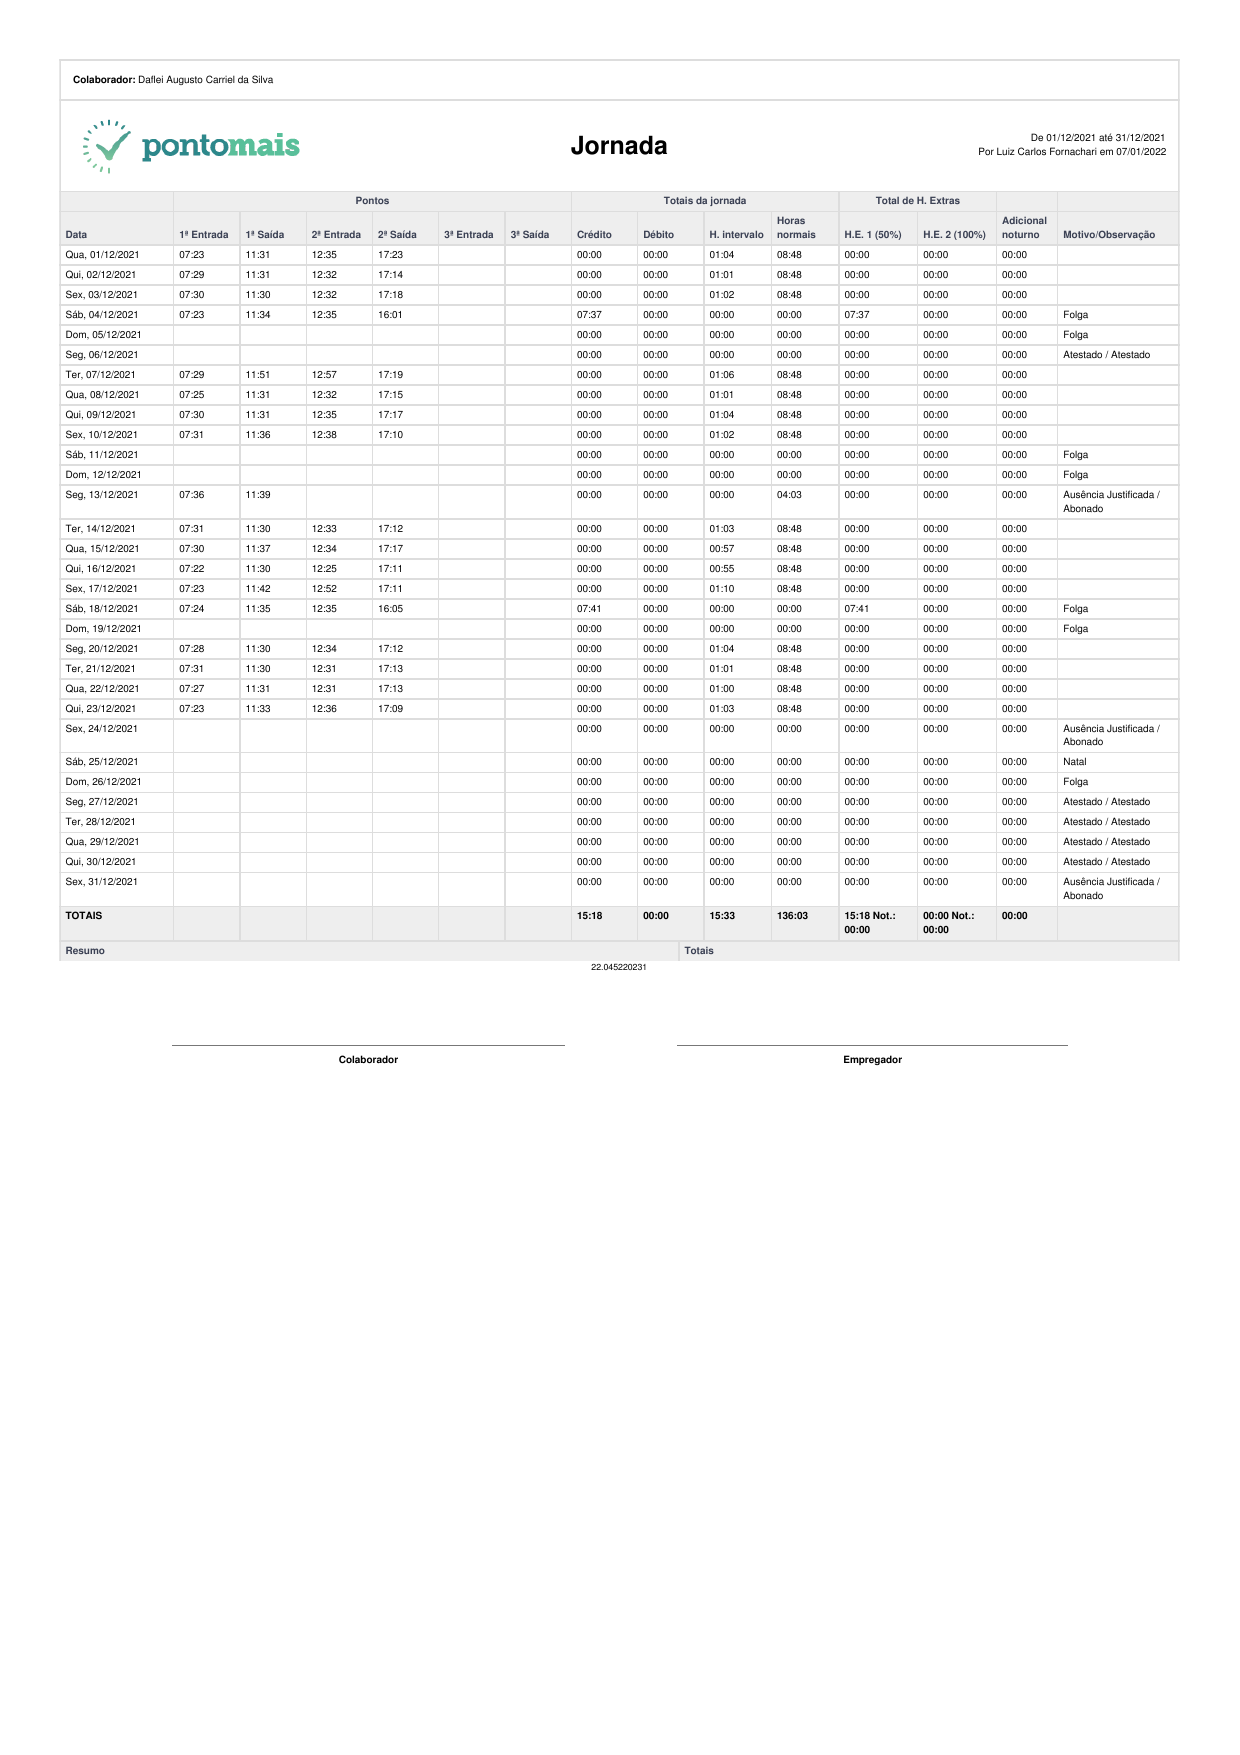 Colaborador: Daflei Augusto Carriel da Silva
pontomais
Jornada
De 01/12/2021 até 31/12/2021
Por Luiz Carlos Fornachari em 07/01/2022
Pontos Totais da jornada Total de H. Extras
Data 1ª Entrada 1ª Saída 2ª Entrada 2ª Saída 3ª Entrada 3ª Saída Crédito Débito H. intervalo Horas normais H.E. 1 (50%) H.E. 2 (100%) Adicional noturno Motivo/Observação
Qua, 01/12/2021 07:23 11:31 12:35 17:23 00:00 00:00 01:04 08:48 00:00 00:00 00:00
Qui, 02/12/2021 07:29 11:31 12:32 17:14 00:00 00:00 01:01 08:48 00:00 00:00 00:00
Sex, 03/12/2021 07:30 11:30 12:32 17:18 00:00 00:00 01:02 08:48 00:00 00:00 00:00
Sáb, 04/12/2021 07:23 11:34 12:35 16:01 07:37 00:00 00:00 00:00 07:37 00:00 00:00 Folga
Dom, 05/12/2021 00:00 00:00 00:00 00:00 00:00 00:00 00:00 Folga
Seg, 06/12/2021 00:00 00:00 00:00 00:00 00:00 00:00 00:00 Atestado / Atestado
Ter, 07/12/2021 07:29 11:51 12:57 17:19 00:00 00:00 01:06 08:48 00:00 00:00 00:00
Qua, 08/12/2021 07:25 11:31 12:32 17:15 00:00 00:00 01:01 08:48 00:00 00:00 00:00
Qui, 09/12/2021 07:30 11:31 12:35 17:17 00:00 00:00 01:04 08:48 00:00 00:00 00:00
Sex, 10/12/2021 07:31 11:36 12:38 17:10 00:00 00:00 01:02 08:48 00:00 00:00 00:00
Sáb, 11/12/2021 00:00 00:00 00:00 00:00 00:00 00:00 00:00 Folga
Dom, 12/12/2021 00:00 00:00 00:00 00:00 00:00 00:00 00:00 Folga
Seg, 13/12/2021 07:36 11:39 00:00 00:00 00:00 04:03 00:00 00:00 00:00 Ausência Justificada /
Abonado
Ter, 14/12/2021 07:31 11:30 12:33 17:12 00:00 00:00 01:03 08:48 00:00 00:00 00:00
Qua, 15/12/2021 07:30 11:37 12:34 17:17 00:00 00:00 00:57 08:48 00:00 00:00 00:00
Qui, 16/12/2021 07:22 11:30 12:25 17:11 00:00 00:00 00:55 08:48 00:00 00:00 00:00
Sex, 17/12/2021 07:23 11:42 12:52 17:11 00:00 00:00 01:10 08:48 00:00 00:00 00:00
Sáb, 18/12/2021 07:24 11:35 12:35 16:05 07:41 00:00 00:00 00:00 07:41 00:00 00:00 Folga
Dom, 19/12/2021 00:00 00:00 00:00 00:00 00:00 00:00 00:00 Folga
Seg, 20/12/2021 07:28 11:30 12:34 17:12 00:00 00:00 01:04 08:48 00:00 00:00 00:00
Ter, 21/12/2021 07:31 11:30 12:31 17:13 00:00 00:00 01:01 08:48 00:00 00:00 00:00
Qua, 22/12/2021 07:27 11:31 12:31 17:13 00:00 00:00 01:00 08:48 00:00 00:00 00:00
Qui, 23/12/2021 07:23 11:33 12:36 17:09 00:00 00:00 01:03 08:48 00:00 00:00 00:00
Sex, 24/12/2021 00:00 00:00 00:00 00:00 00:00 00:00 00:00 Ausência Justificada /
Abonado
Sáb, 25/12/2021 00:00 00:00 00:00 00:00 00:00 00:00 00:00 Natal
Dom, 26/12/2021 00:00 00:00 00:00 00:00 00:00 00:00 00:00 Folga
Seg, 27/12/2021 00:00 00:00 00:00 00:00 00:00 00:00 00:00 Atestado / Atestado
Ter, 28/12/2021 00:00 00:00 00:00 00:00 00:00 00:00 00:00 Atestado / Atestado
Qua, 29/12/2021 00:00 00:00 00:00 00:00 00:00 00:00 00:00 Atestado / Atestado
Qui, 30/12/2021 00:00 00:00 00:00 00:00 00:00 00:00 00:00 Atestado / Atestado
Sex, 31/12/2021 00:00 00:00 00:00 00:00 00:00 00:00 00:00 Ausência Justificada /
Abonado
TOTAIS 15:18 00:00 15:33 136:03 15:18 Not.: 00:00 Not.: 00:00
00:00 00:00
Resumo Totais
22.045220231
Colaborador Empregador